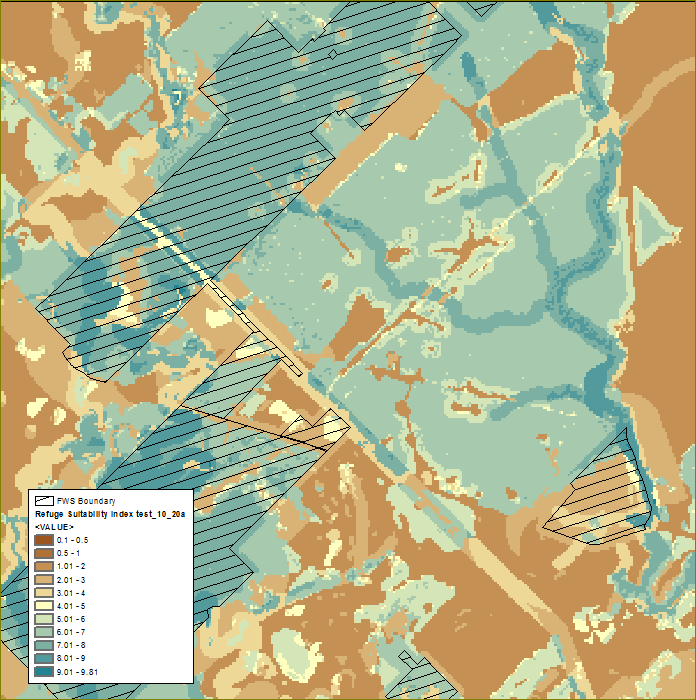 FWS Boundary
Refuge Suitability Index test_10_20a
<VALUE>
0.1 - 0.5
0.5 - 1
1.01 - 2
2.01 - 3
3.01 - 4
4.01 - 5
5.01 - 6
6.01 - 7
7.01 - 8
8.01 - 9
9.01 - 9.81